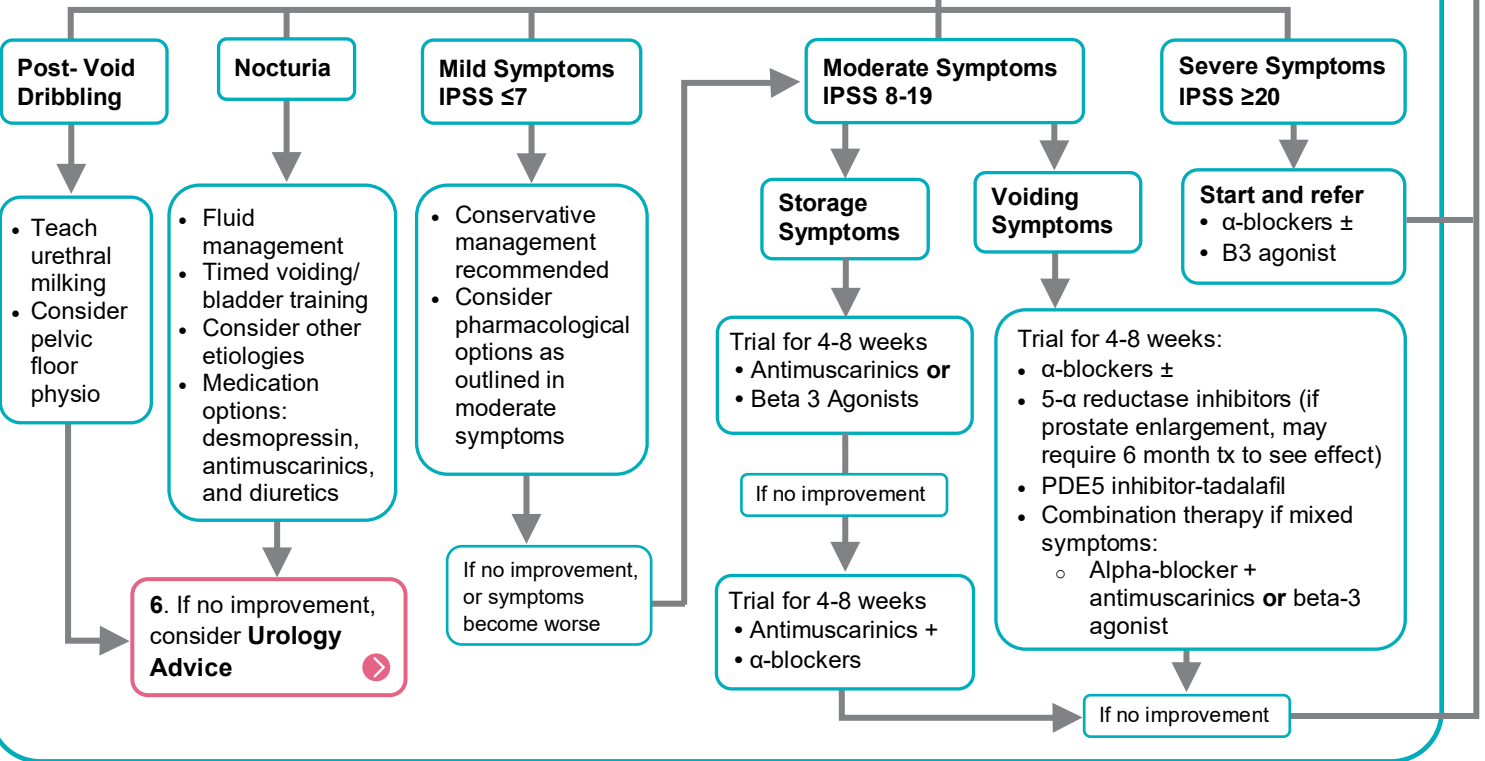 Post- Void
Dribbling
Nocturia
Mild Symptoms
IPSS ≤7
Moderate Symptoms
IPSS 8-19
Severe Symptoms
IPSS ≥20
• Teach
urethral
milking
• Consider
pelvic
floor
physio
• Fluid
management
• Timed voiding/
bladder training
• Consider other
etiologies
• Medication
options:
desmopressin,
antimuscarinics,
and diuretics
• Conservative
management
recommended
• Consider
pharmacological
options as
outlined in
moderate
symptoms
Storage
Symptoms
Voiding
Symptoms
Start and refer
• α-blockers ±
• B3 agonist
Trial for 4-8 weeks
• Antimuscarinics or
• Beta 3 Agonists
If no improvement
Trial for 4-8 weeks
• Antimuscarinics +
• α-blockers
Trial for 4-8 weeks:
• α-blockers ±
• 5-α reductase inhibitors (if
prostate enlargement, may
require 6 month tx to see effect)
• PDE5 inhibitor-tadalafil
• Combination therapy if mixed
symptoms:
o Alpha-blocker +
antimuscarinics or beta-3
agonist
6. If no improvement,
consider Urology
Advice
If no improvement,
or symptoms
become worse
If no improvement